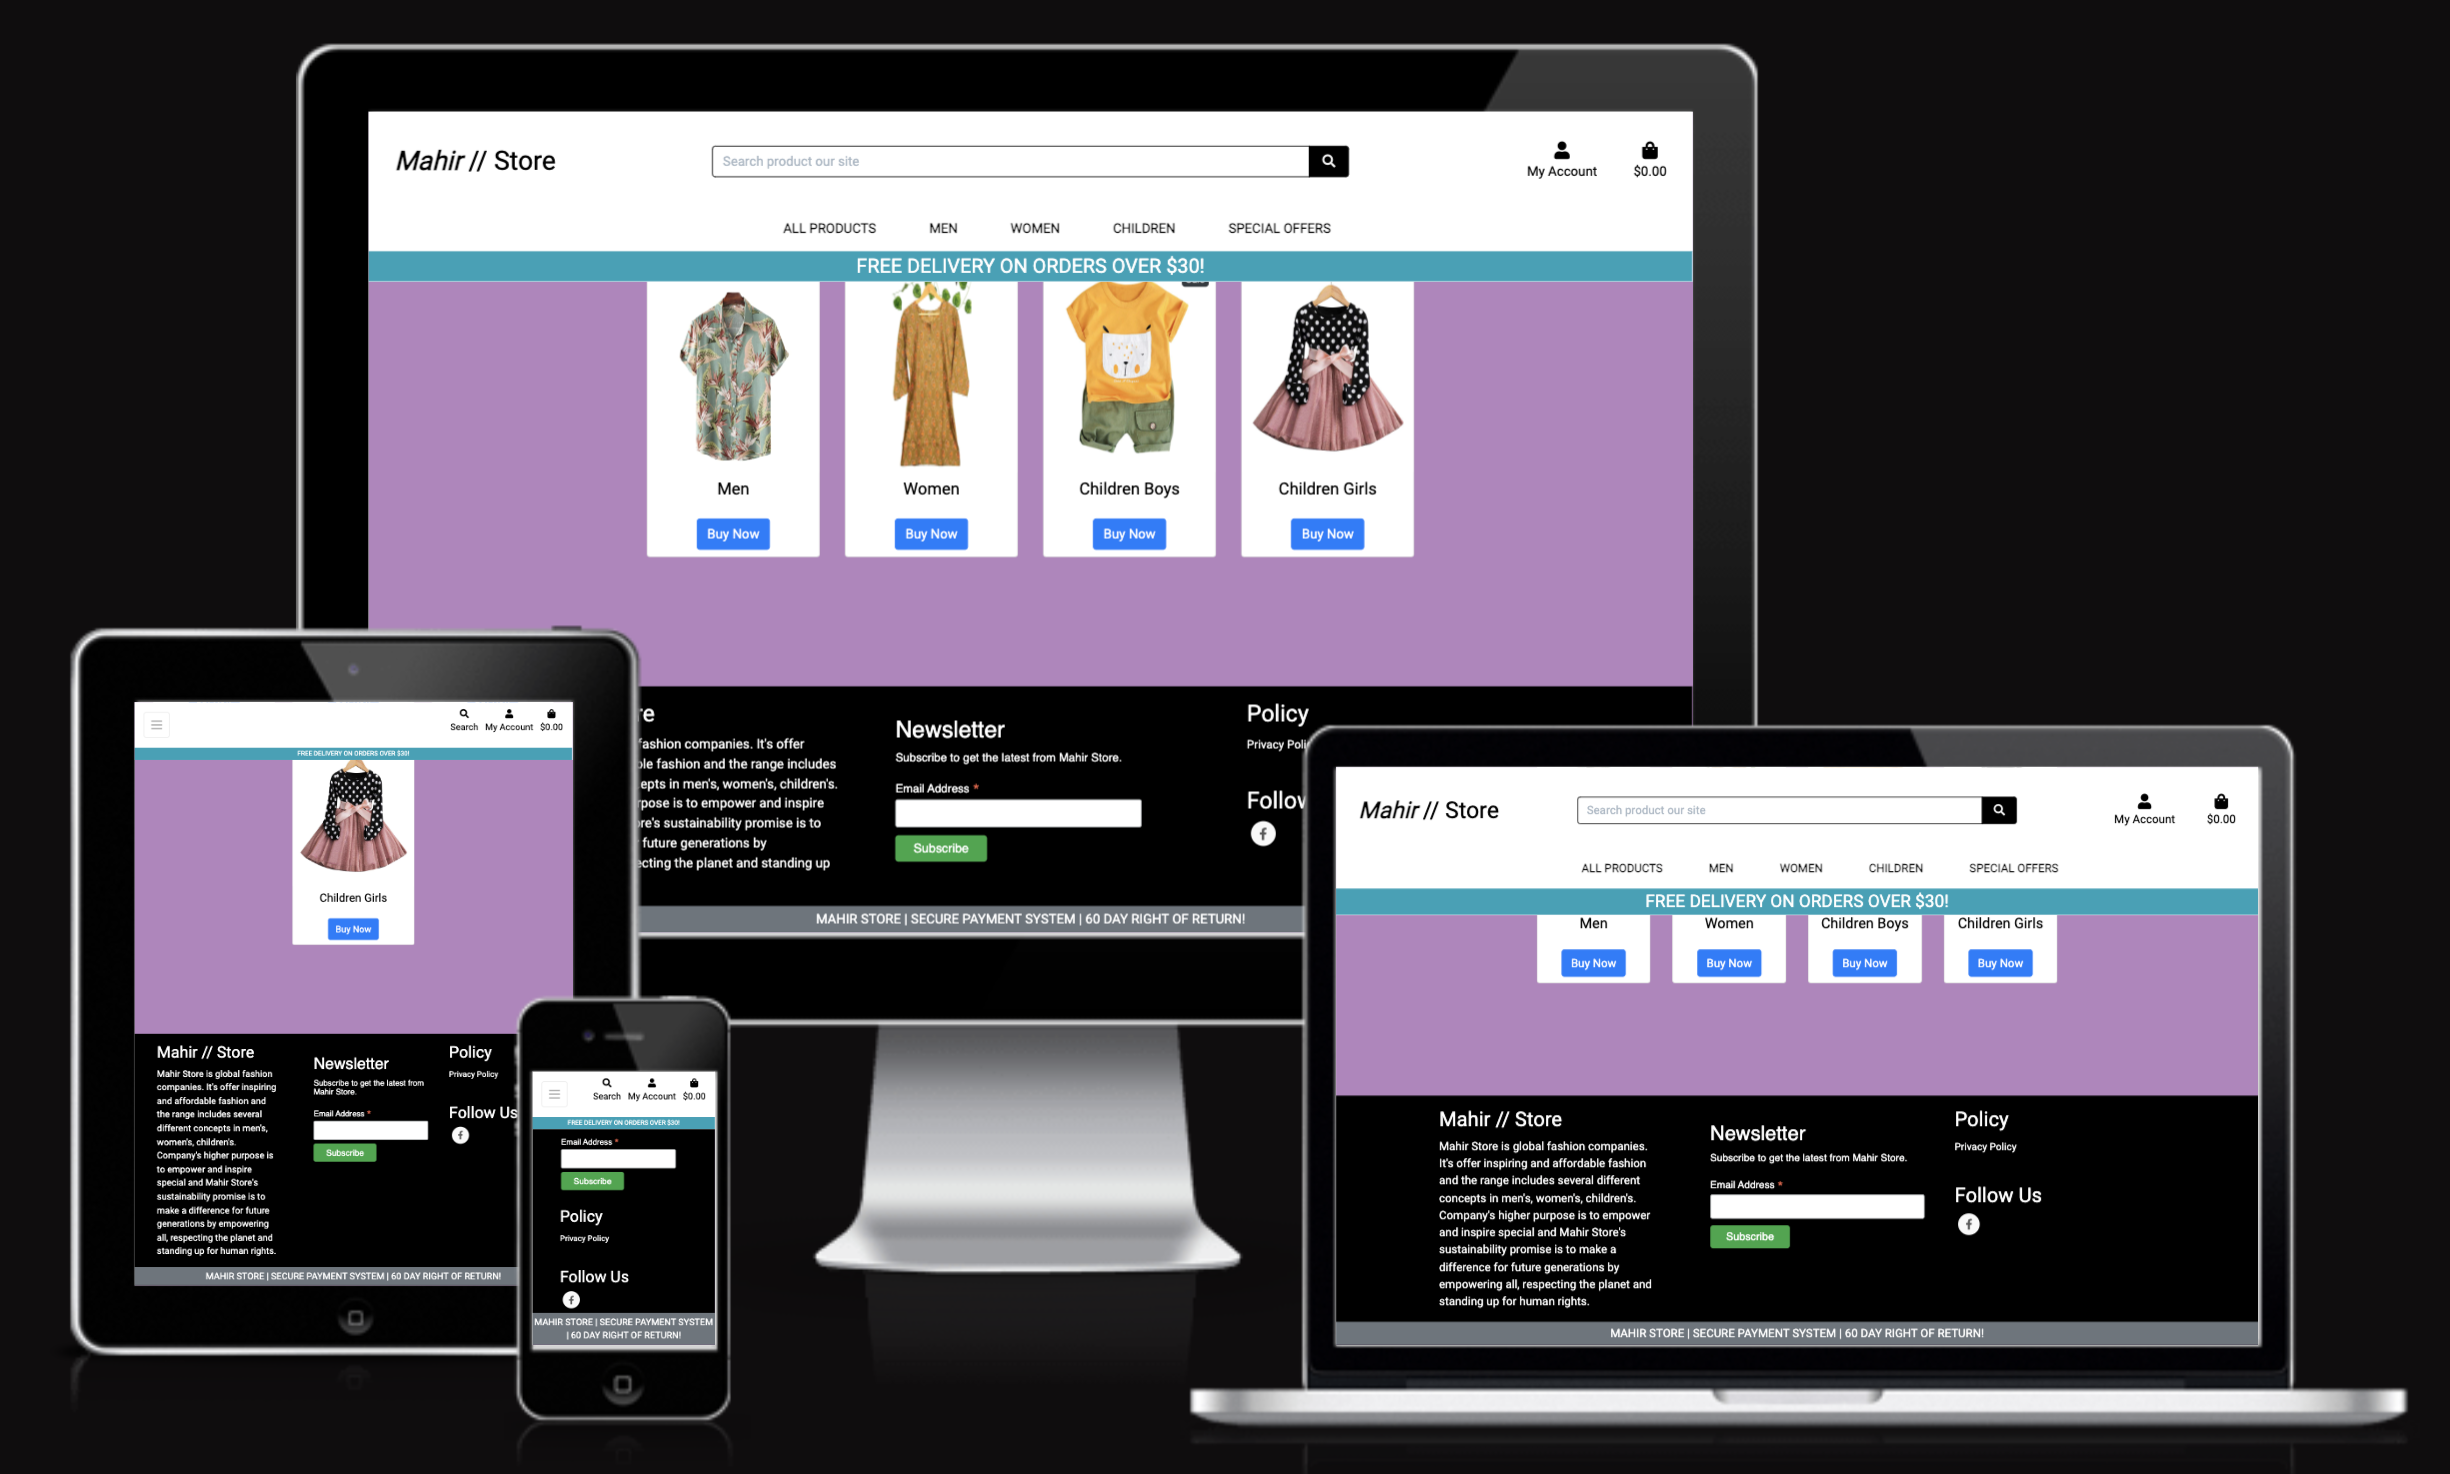 Mahir // Store
Search product our site
My Account
$0.00
ALL PRODUCTS MEN WOMEN CHILDREN SPECIAL OFFERS
FREE DELIVERY ON ORDERS OVER $30!
Men
Women
Children Boys
Children Girls
Buy Now
Buy Now
Buy Now
Buy Now
re
fashion companies. It's offer
le fashion and the range includes
epts in men's, women's, children's.
rpose is to empower and inspire
re's sustainability promise is to
future generations by
ecting the planet and standing up
Newsletter
Subscribe to get the latest from Mahir Store.
Email Address *
Subscribe
Policy
Privacy Poli
Follow
MAHIR STORE | SECURE PAYMENT SYSTEM | 60 DAY RIGHT OF RETURN!
Search My Account $0.00
FREE DELIVERY ON ORDERS OVER $30!
Children Girls
Buy Now
Mahir // Store
Mahir Store is global fashion
companies. It's offer inspiring
and affordable fashion and
the range includes several
different concepts in men's,
women's, children's.
Company's higher purpose is
to empower and inspire
special and Mahir Store's
sustainability promise is to
make a difference for future
generations by empowering
all, respecting the planet and
standing up for human rights.
Newsletter
Subscribe to get the latest from
Mahir Store.
Email Address *
Subscribe
Policy
Privacy Policy
Follow Us
MAHIR STORE | SECURE PAYMENT SYSTEM | 60 DAY RIGHT OF RETURN!
Search My Account $0.00
FREE DELIVERY ON ORDERS OVER $30!
Email Address *
Subscribe
Policy
Privacy Policy
Follow Us
MAHIR STORE | SECURE PAYMENT SYSTEM
| 60 DAY RIGHT OF RETURN!
Mahir // Store
Search product our site
My Account
$0.00
ALL PRODUCTS MEN WOMEN CHILDREN SPECIAL OFFERS
FREE DELIVERY ON ORDERS OVER $30!
Men
Women
Children Boys
Children Girls
Buy Now
Buy Now
Buy Now
Buy Now
Mahir // Store
Mahir Store is global fashion companies.
It's offer inspiring and affordable fashion
and the range includes several different
concepts in men's, women's, children's.
Company's higher purpose is to empower
and inspire special and Mahir Store's
sustainability promise is to make a
difference for future generations by
empowering all, respecting the planet and
standing up for human rights.
Newsletter
Subscribe to get the latest from Mahir Store.
Email Address *
Subscribe
Policy
Privacy Policy
Follow Us
MAHIR STORE | SECURE PAYMENT SYSTEM | 60 DAY RIGHT OF RETURN!